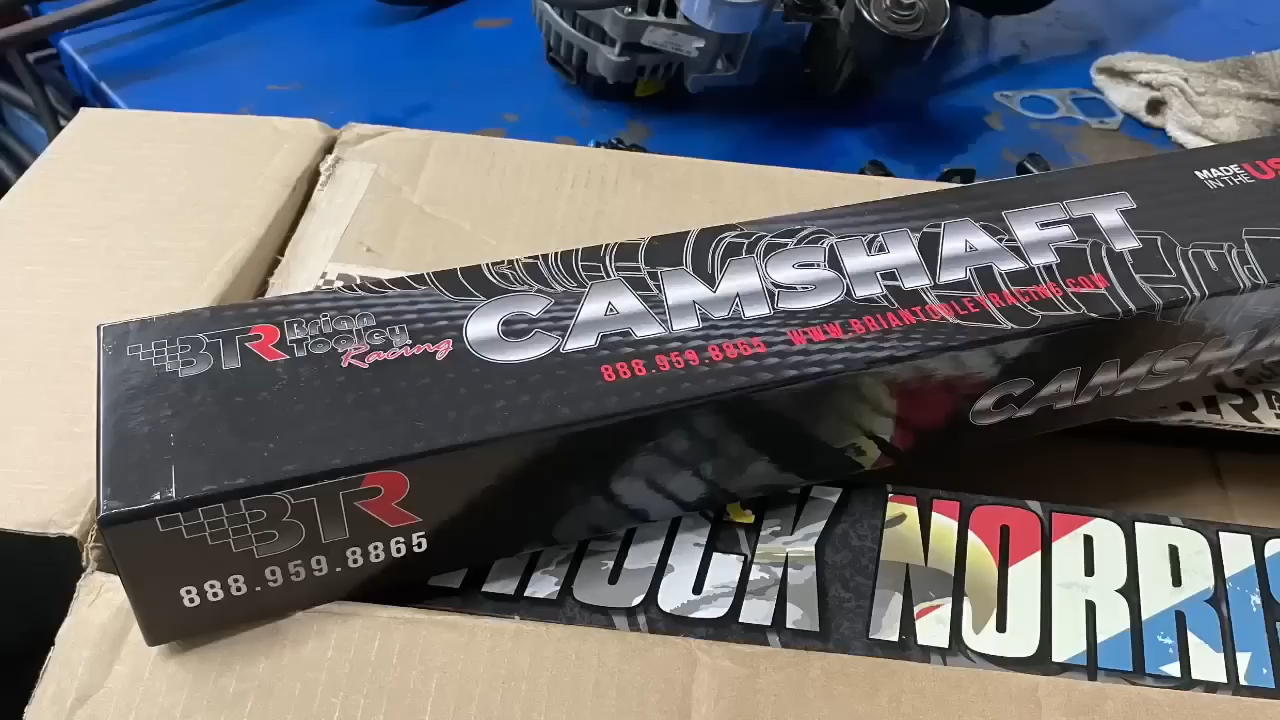 MADE
IN THE
BTR Brian
Tooley
Racing
CAMSHAFT
888.959.8865 WWW.BRIANTOOLEYRACING.COM
CAMSHA
BTR
888.959.8865
NORRIS